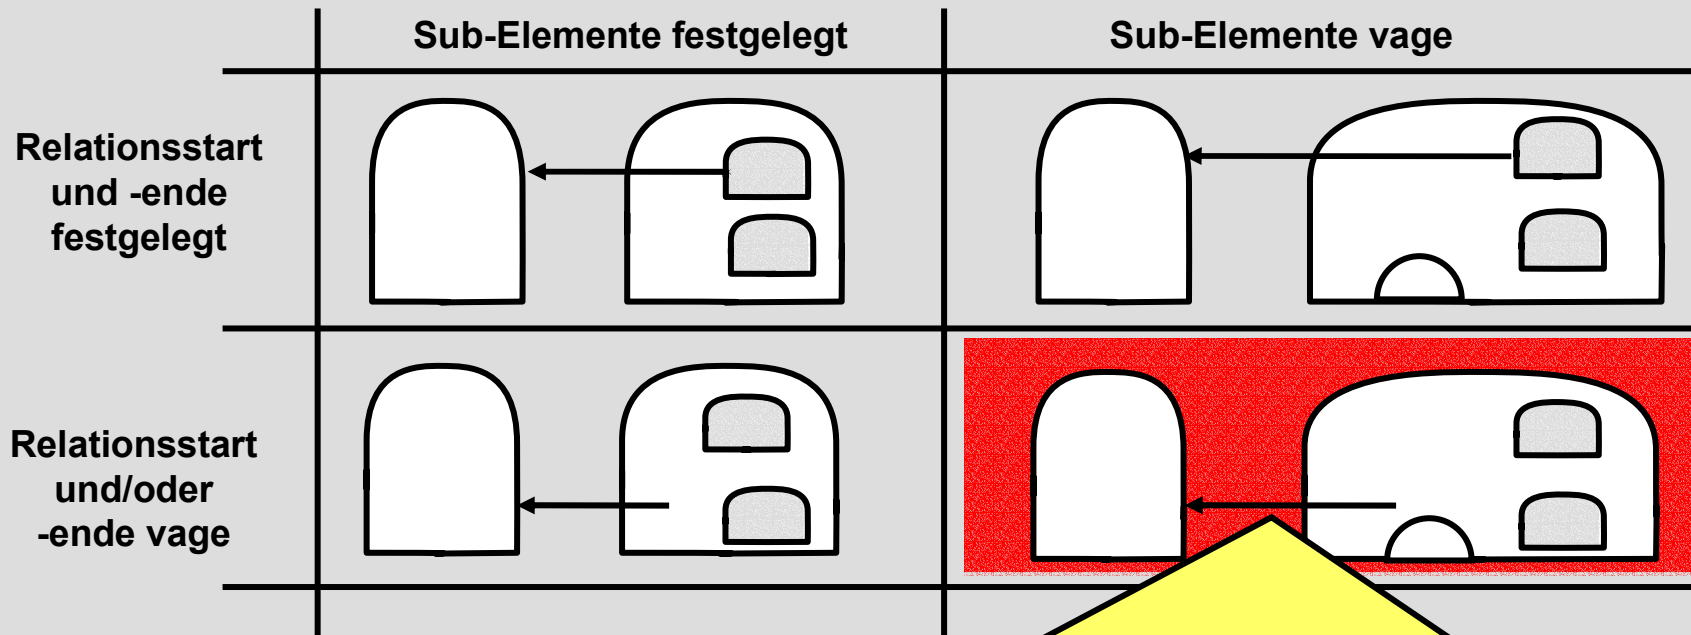 Sub-Elemente festgelegt
Sub-Elemente vage
Relationsstart
und -ende
festgelegt
Relationsstart
und/oder
-ende vage